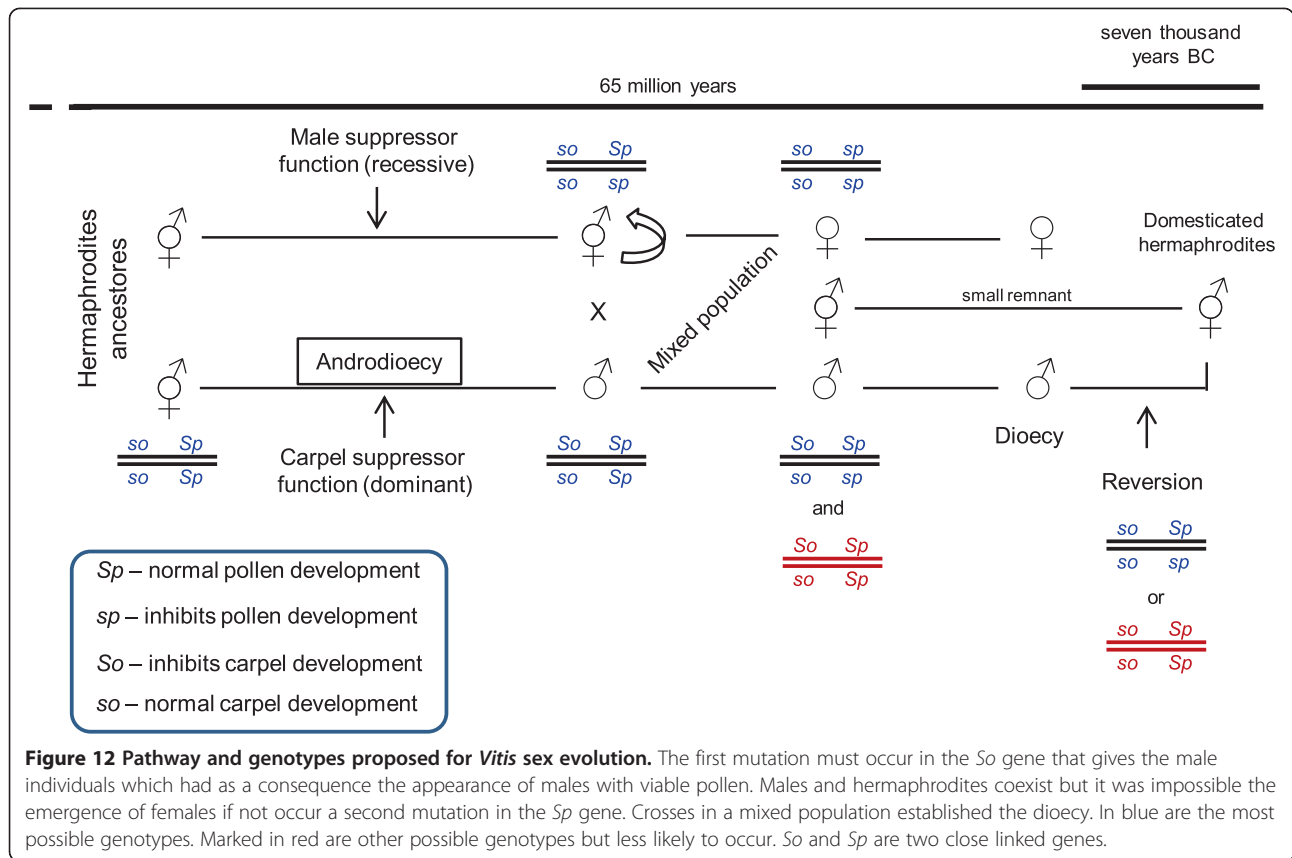 seven thousand
years BC
65 million years
Male suppressor
function (recessive)
so Sp
so sp
so sp
so sp
Hermaphrodites
ancestores
Domesticated
hermaphrodites
small remnant
X
Mixed population
Androdioecy
so Sp
so Sp
Carpel suppressor
function (dominant)
So Sp
so Sp
So Sp
so sp
and
So Sp
so Sp
Dioecy
Reversion
so Sp
so sp
or
so Sp
so Sp
Sp – normal pollen development
sp – inhibits pollen development
So – inhibits carpel development
so – normal carpel development
Figure 12 Pathway and genotypes proposed for Vitis sex evolution. The first mutation must occur in the So gene that gives the male
individuals which had as a consequence the appearance of males with viable pollen. Males and hermaphrodites coexist but it was impossible the
emergence of females if not occur a second mutation in the Sp gene. Crosses in a mixed population established the dioecy. In blue are the most
possible genotypes. Marked in red are other possible genotypes but less likely to occur. So and Sp are two close linked genes.